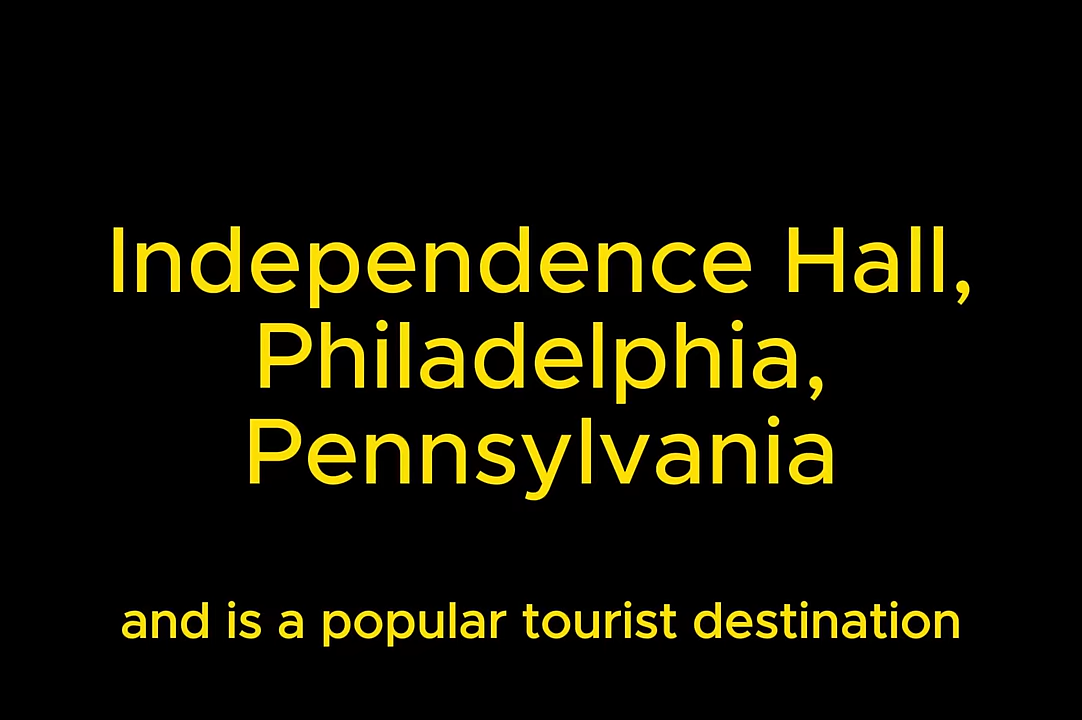 Independence Hall,
Philadelphia,
Pennsylvania
and is a popular tourist destination